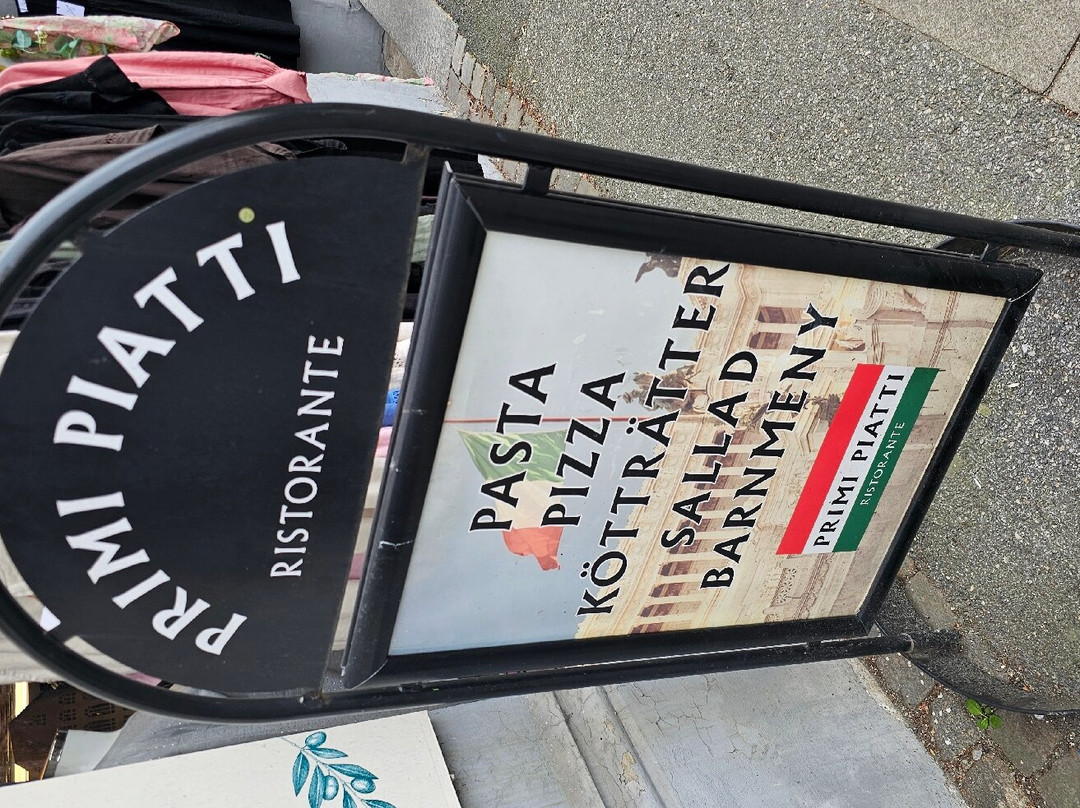 PRIMI PIATTI
RISTORANTE
PASTA
PIZZA
KÖTTRÄTTER
SALLAD
BARNMENY
PRIMI PIATTI
RISTORANTE